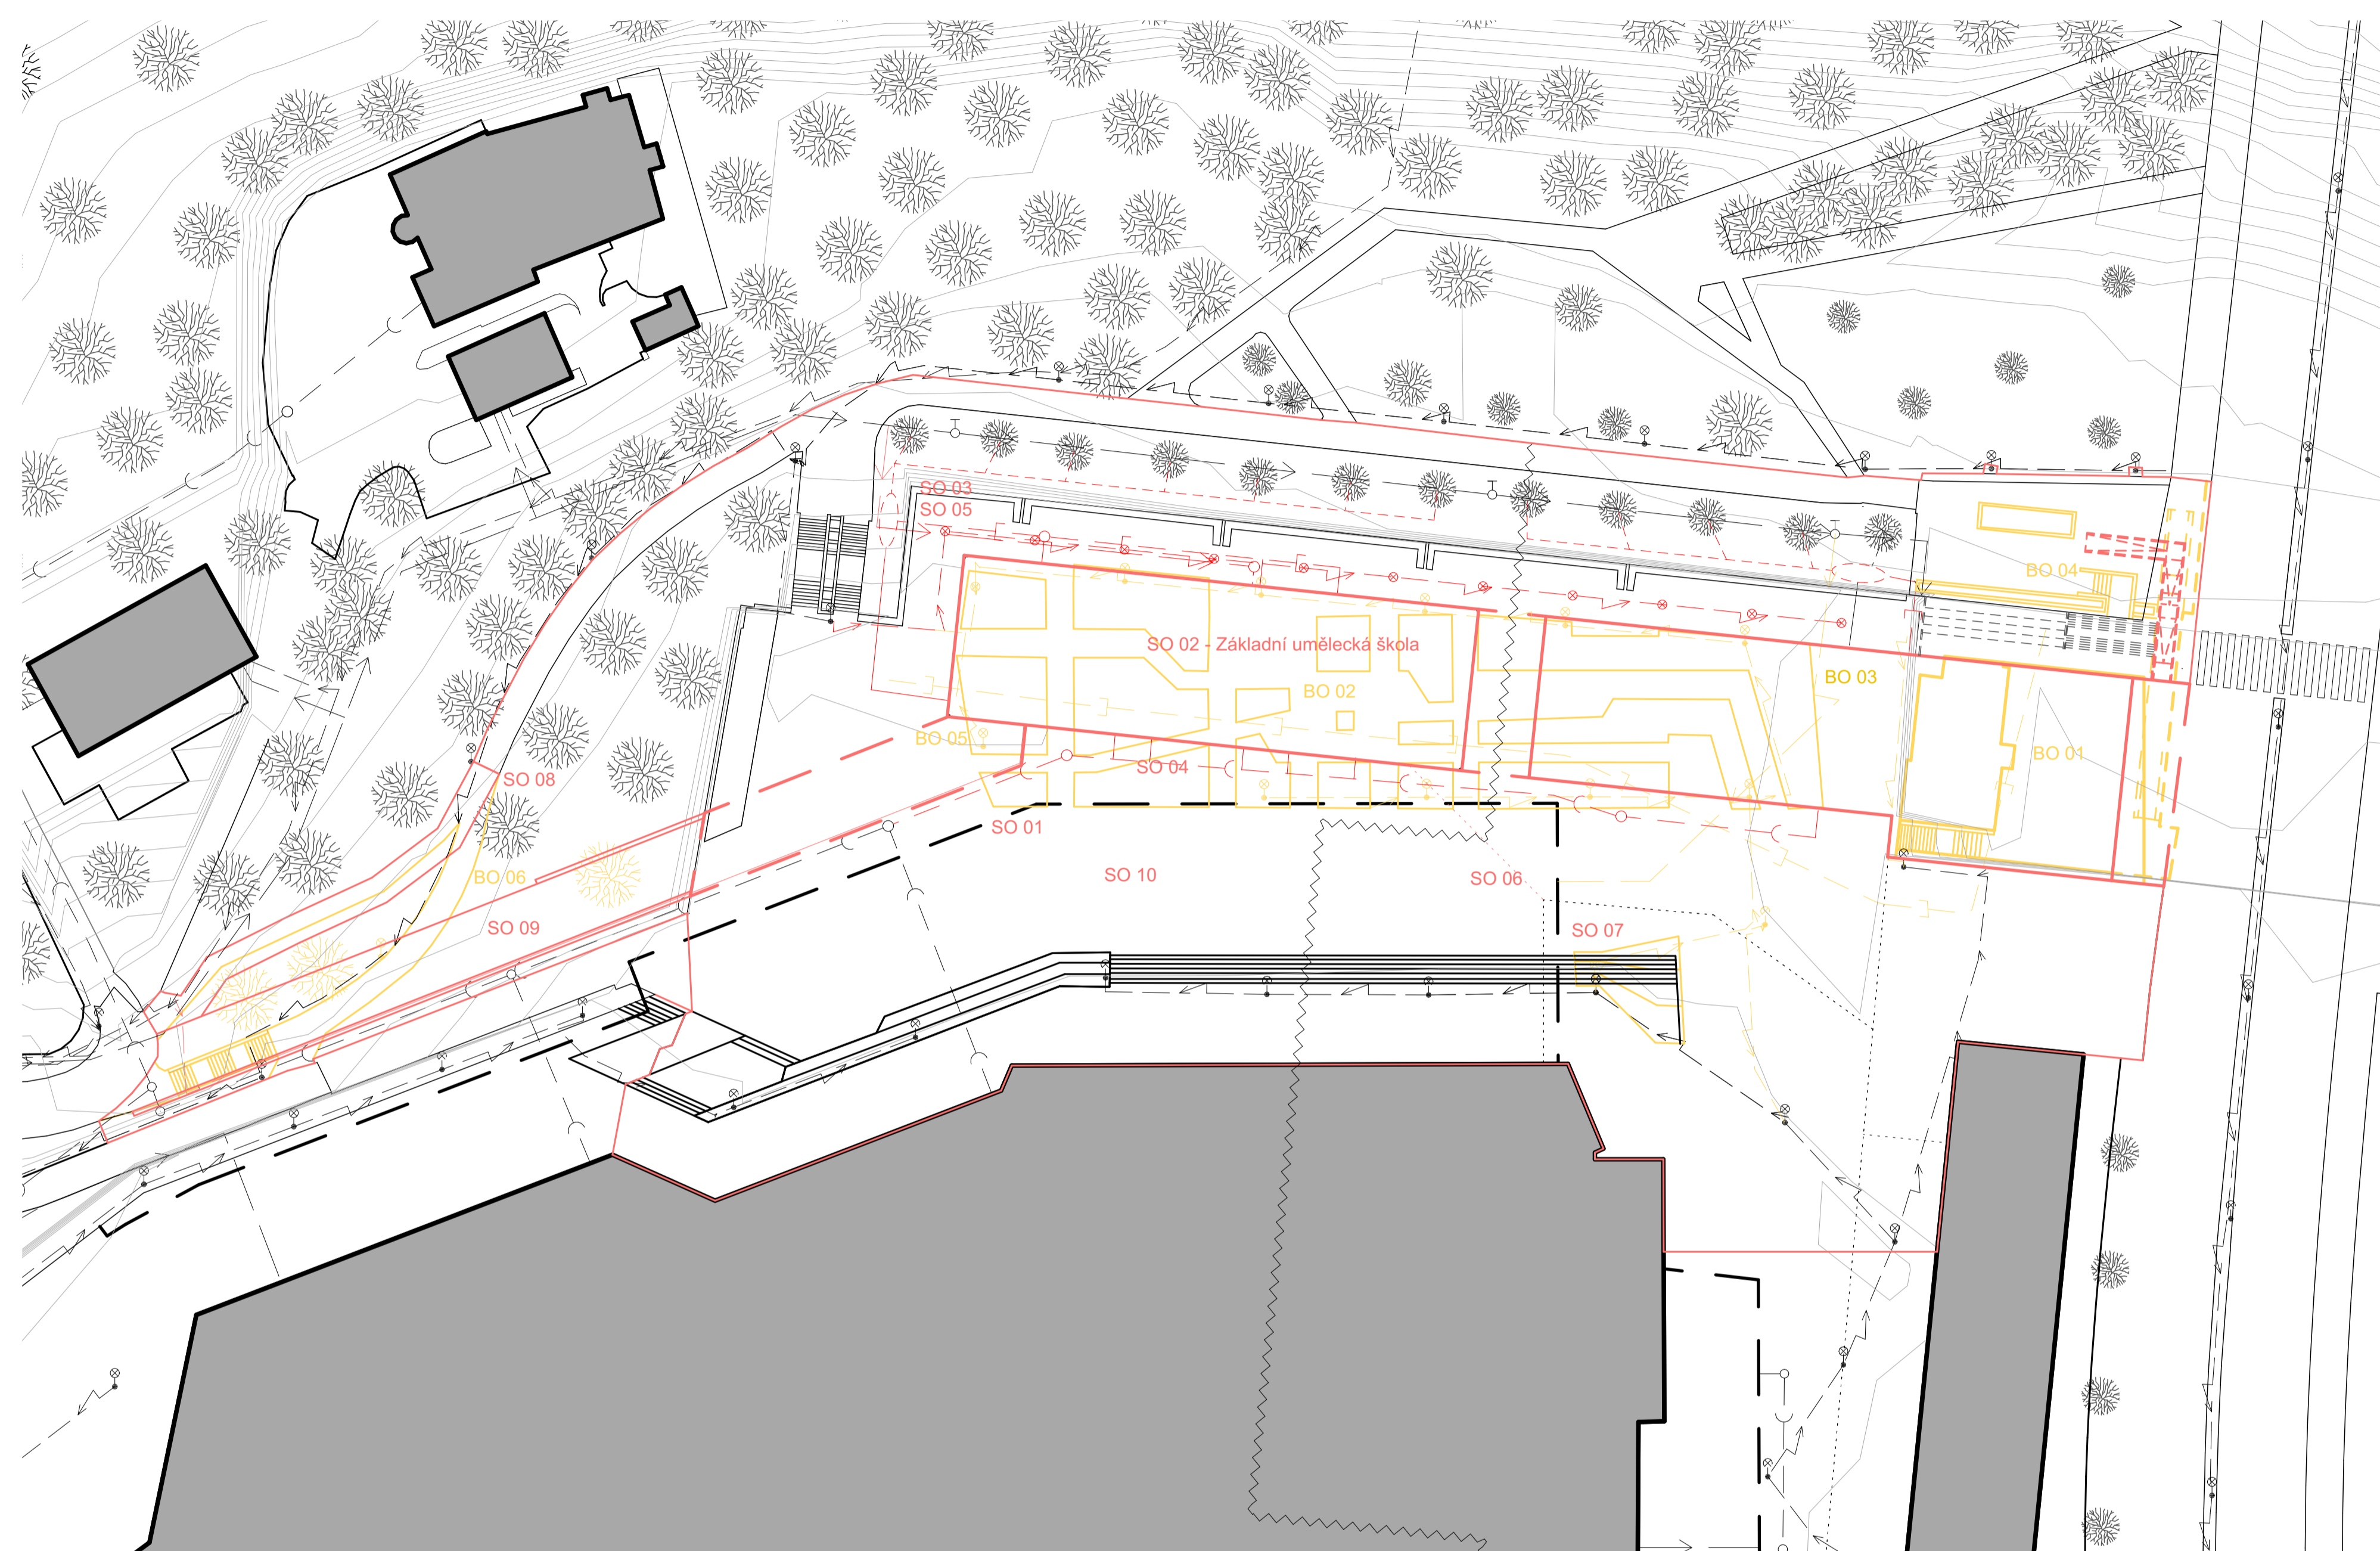 SO 03
SO 05
BO 04
SO 02 - Základní umělecká škola
BO 03
BO 02
BO 05
BO 01
SO 04
SO 08
SO 01
BO 06
SO 10
SO 06
SO 09
SO 07